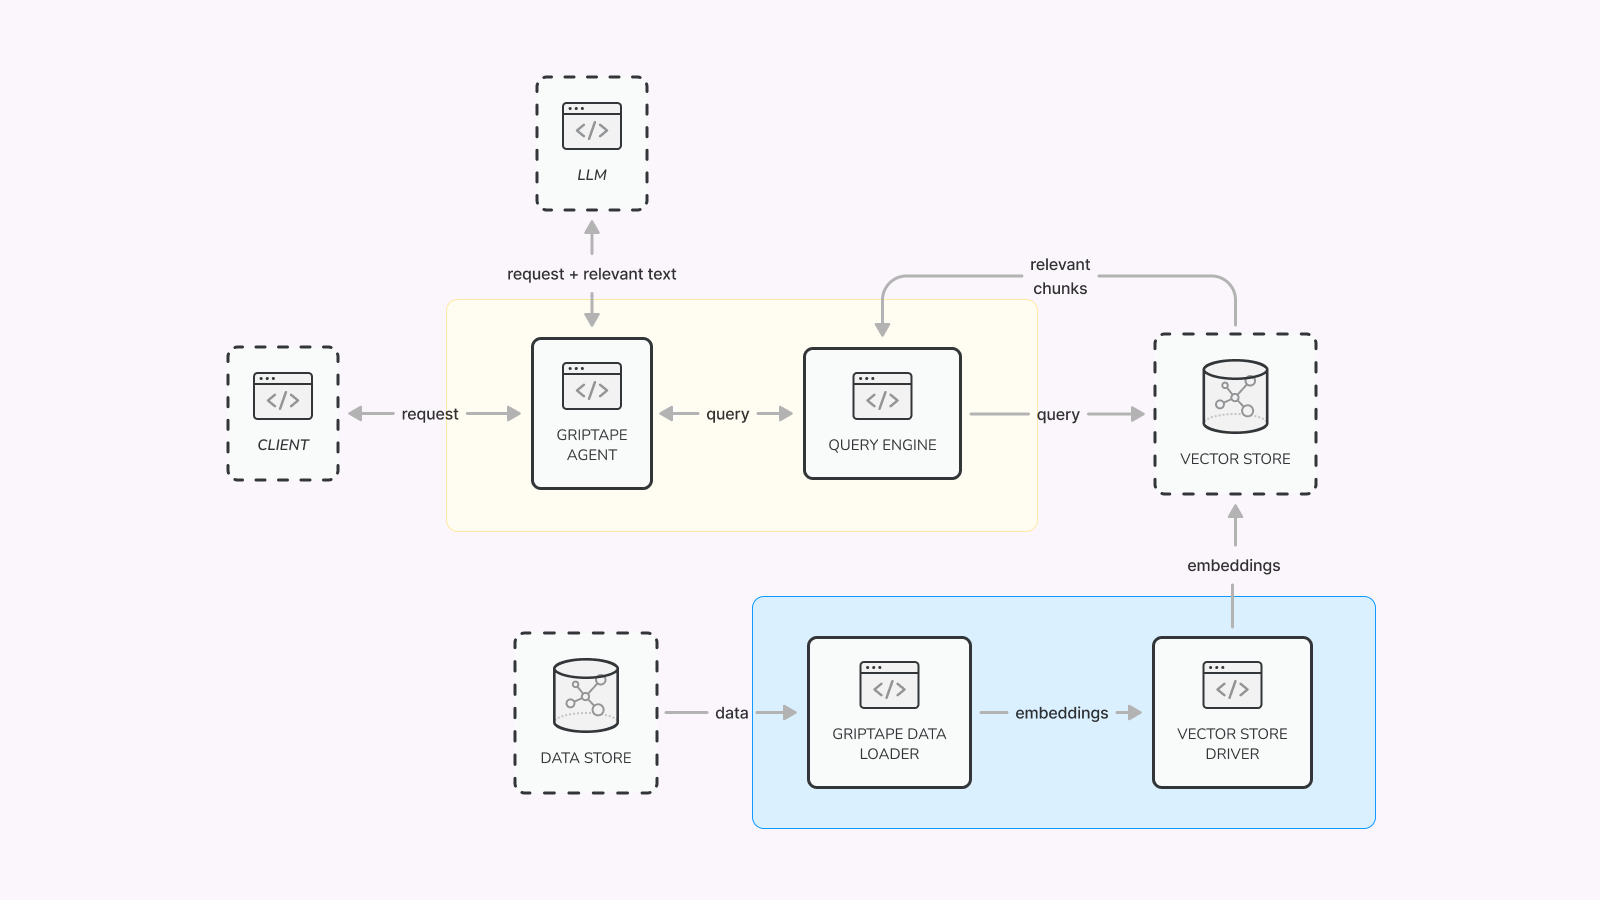 LLM
request + relevant text
relevant
chunks
CLIENT
request
GRIPTAPE
AGENT
query
QUERY ENGINE
query
VECTOR STORE
embeddings
DATA STORE
data
GRIPTAPE DATA
LOADER
embeddings
VECTOR STORE
DRIVER